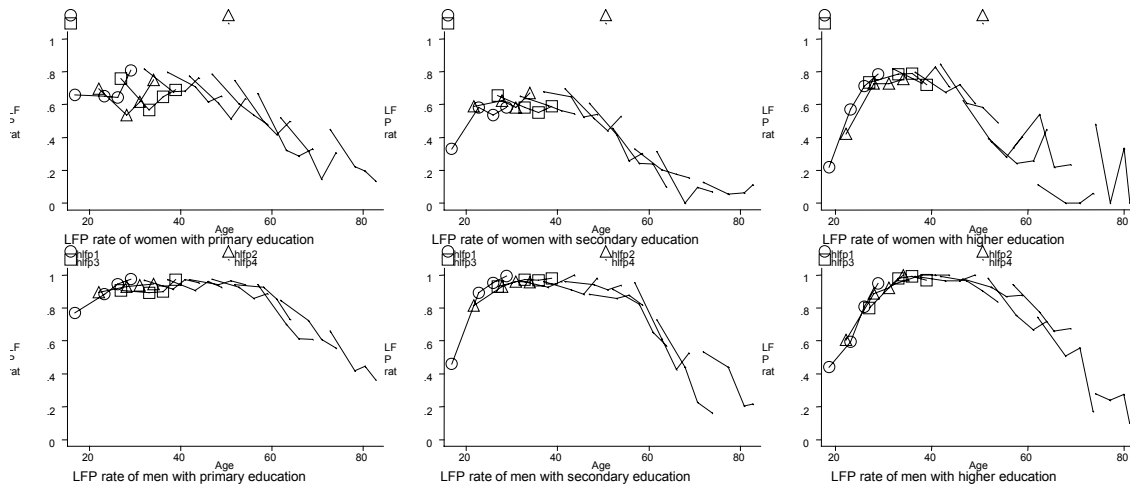 1
.8
.6
.4
.2
0
LF
P
rat
20
40
60
80
Age
LFP rate of women with primary education
1
.8
.6
.4
.2
0
LF
P
rat
20
40
60
80
Age
LFP rate of women with secondary education
1
.8
.6
.4
.2
0
LF
P
rat
20
40
60
80
Age
LFP rate of women with higher education
hlfp1 hlfp2
hlfp3 hlfp4
1
.8
.6
.4
.2
0
LF
P
rat
20
40
60
80
Age
LFP rate of men with primary education
hlfp1 hlfp2
hlfp3 hlfp4
1
.8
.6
.4
.2
0
LF
P
rat
20
40
60
80
Age
LFP rate of men with secondary education
hlfp1 hlfp2
hlfp3 hlfp4
1
.8
.6
.4
.2
0
20
40
60
80
Age
LFP rate of men with higher education